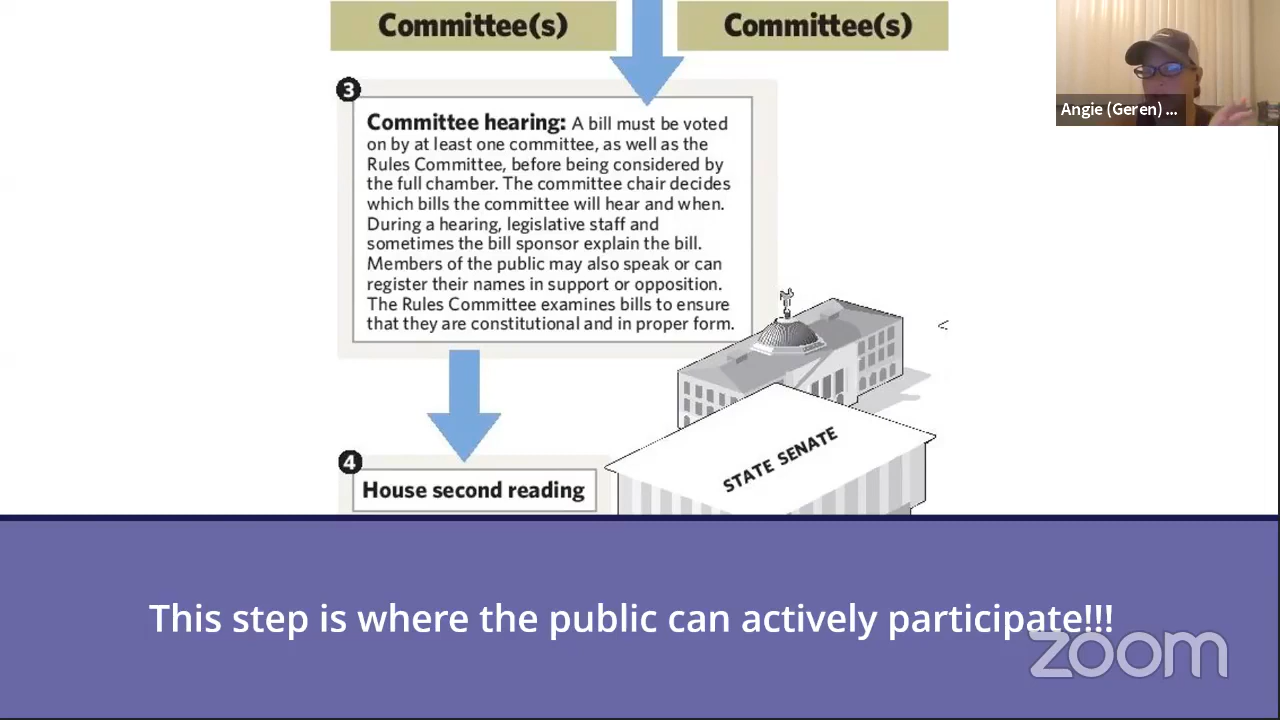 Committee(s)
Committee(s)
Angie (Geren) ...
3
Committee hearing: A bill must be voted
on by at least one committee, as well as the
Rules Committee, before being considered by
the full chamber. The committee chair decides
which bills the committee will hear and when.
During a hearing, legislative staff and
sometimes the bill sponsor explain the bill.
Members of the public may also speak or can
register their names in support or opposition.
The Rules Committee examines bills to ensure
that they are constitutional and in proper form.
<
STATE SENATE
4
House second reading
This step is where the public can actively participate!!!
zoom